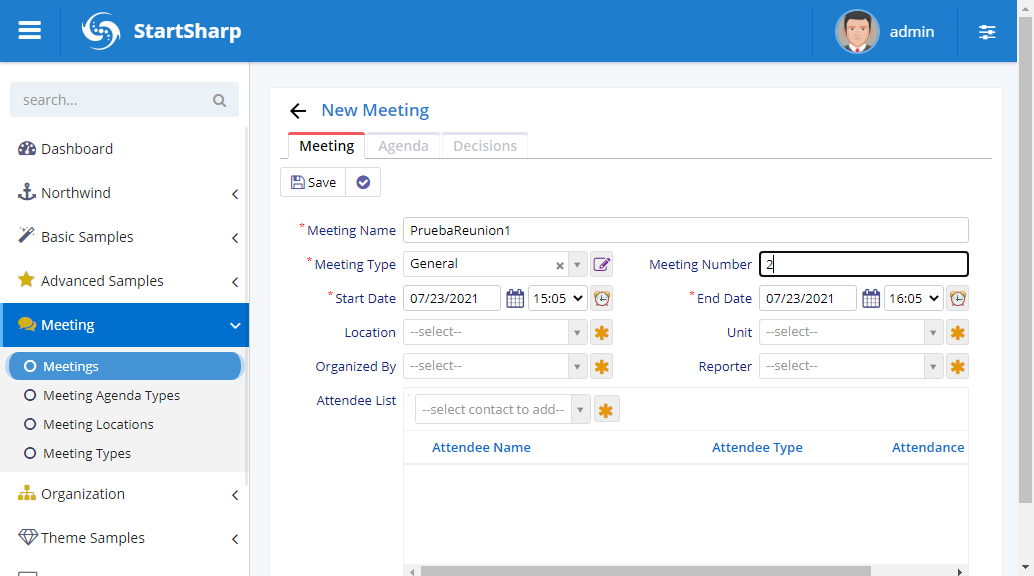 StartSharp
admin
search...
Dashboard
Northwind
Basic Samples
Advanced Samples
Meeting
Meetings
Meeting Agenda Types
Meeting Locations
Meeting Types
Organization
Theme Samples
New Meeting
Meeting Agenda Decisions
Save
* Meeting Name PruebaReunion1
* Meeting Type General Meeting Number 2
* Start Date 07/23/2021 15:05 * End Date 07/23/2021 16:05
Location --select-- Unit --select--
Organized By --select-- Reporter --select--
Attendee List --select contact to add--
Attendee Name Attendee Type Attendance